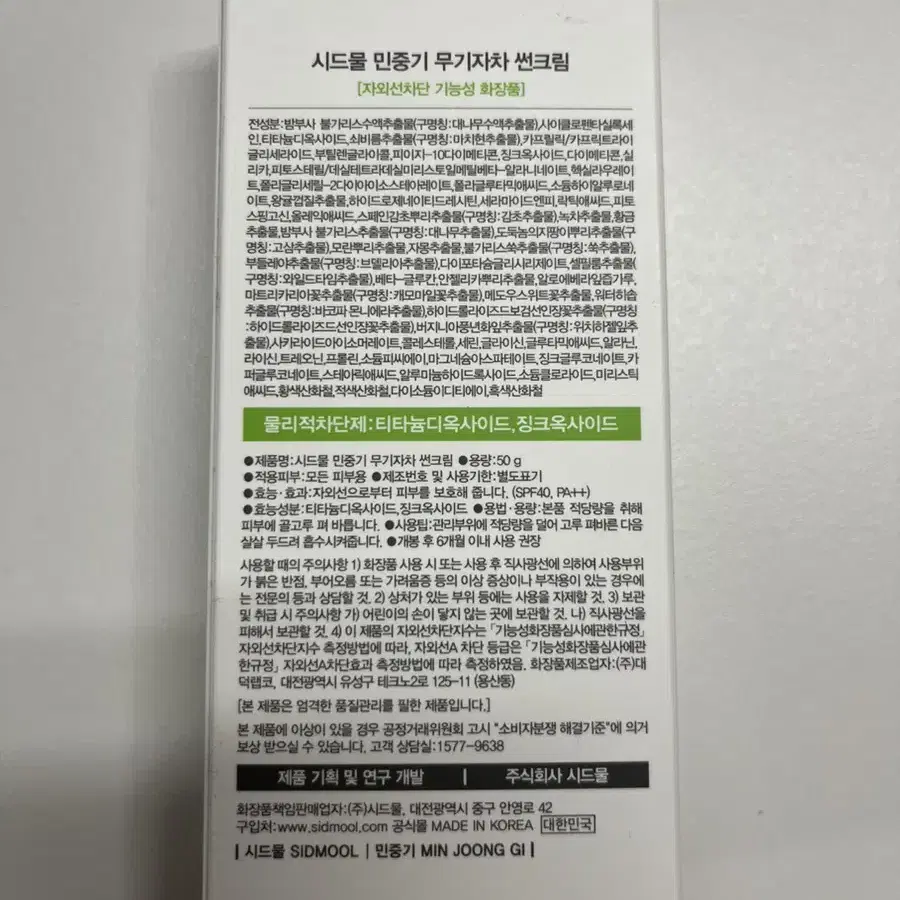 시드물 민중기 무기자차 썬크림
[자외선차단 기능성 화장품]
전성분:밤부사 불가리스수액추출물(구명칭:대나무수액추출물),사이클로펜타실록세
인,티타늄디옥사이드,쇠비름추출물(구명칭:마치현추출물),카프릴릭/카프릭트라이
글리세라이드,부틸렌글라이콜,피이지-10다이메티콘,징크옥사이드,다이메티콘,실
리카,피토스테릴/데실테트라데실미리스토일메틸베타-알라니네이트,헥실라우레이
트,폴리글리세릴-2다이아이소스테아레이트,폴리글루타믹애씨드,소듐하이알루로네
이트,왕귤껍질추출물,하이드로제네이티드레시틴,세라마이드엔피,락틱애씨드,피토
스핑고신,올레익애씨드,스페인감초뿌리추출물(구명칭:감초추출물),녹차추출물,황금
추출물,밤부사 불가리스추출물(구명칭:대나무추출물),도둑놈의지팡이뿌리추출물(구
명칭:고삼추출물),모란뿌리추출물,자몽추출물,불가리스쑥추출물(구명칭:쑥추출물),
부들레야추출물(구명칭:브델리아추출물),다이포타슘글리시리제이트,셀필룸추출물
(구명칭:와일드타임추출물),베타-글루칸,안젤리카뿌리추출물,알로에베라잎즙가루,
마트리카리아꽃추출물(구명칭:캐모마일꽃추출물),메도우스위트꽃추출물,워터히솝
추출물(구명칭:바코파 몬니에라추출물),하이드롤라이즈드보검선인장꽃추출물(구명칭
:하이드롤라이즈드선인장꽃추출물),버지니아풍년화잎추출물(구명칭:위치하젤잎추
출물),사카라이드아이소머레이트,콜레스테롤,세린,글라이신,글루타믹애씨드,알라닌,
라이신,트레오닌,프롤린,소듐피씨에이,마그네슘아스파테이트,징크글루코네이트,카
퍼글루코네이트,스테아릭애씨드,알루미늄하이드록사이드,소듐클로라이드,미리스틱
애씨드,황색산화철,적색산화철,다이소듐이디티에이,흑색산화철
물리적차단제:티타늄디옥사이드,징크옥사이드
●제품명:시드물 민중기 무기자차 썬크림 ●용량:50 g
●적용피부:모든 피부용 ●제조번호 및 사용기한:별도표기
●효능·효과:자외선으로부터 피부를 보호해 줍니다. (SPF40, PA++)
●효능성분:티타늄디옥사이드,징크옥사이드 ●용법·용량:본품 적당량을 취해
피부에 골고루 펴 바릅니다. ●사용팁:관리부위에 적당량을 덜어 고루 펴바른 다음
살살 두드려 흡수시켜줍니다. ●개봉 후 6개월 이내 사용 권장
사용할 때의 주의사항 1) 화장품 사용 시 또는 사용 후 직사광선에 의하여 사용부위
가 붉은 반점, 부어오름 또는 가려움증 등의 이상 증상이나 부작용이 있는 경우에
는 전문의 등과 상담할 것. 2) 상처가 있는 부위 등에는 사용을 자제할 것. 3) 보관
및 취급 시 주의사항 가) 어린이의 손이 닿지 않는 곳에 보관할 것. 나) 직사광선을
피해서 보관할 것. 4) 이 제품의 자외선차단지수는 「기능성화장품심사에관한규정」
자외선차단지수 측정방법에 따라, 자외선A 차단 등급은 「기능성화장품심사에관
한규정」 자외선A차단효과 측정방법에 따라 측정하였음. 화장품제조업자:(주)대
덕랩코, 대전광역시 유성구 테크노2로 125-11 (용산동)
[본 제품은 엄격한 품질관리를 필한 제품입니다.]
본 제품에 이상이 있을 경우 공정거래위원회 고시 "소비자분쟁 해결기준"에 의거
보상 받으실 수 있습니다. 고객 상담실:1577-9638
제품 기획 및 연구 개발 | 주식회사 시드물
화장품책임판매업자:(주)시드물, 대전광역시 중구 안영로 42
구입처:www.sidmool.com 공식몰 MADE IN KOREA 대한민국
| 시드물 SIDMOOL | 민중기 MIN JOONG GI |